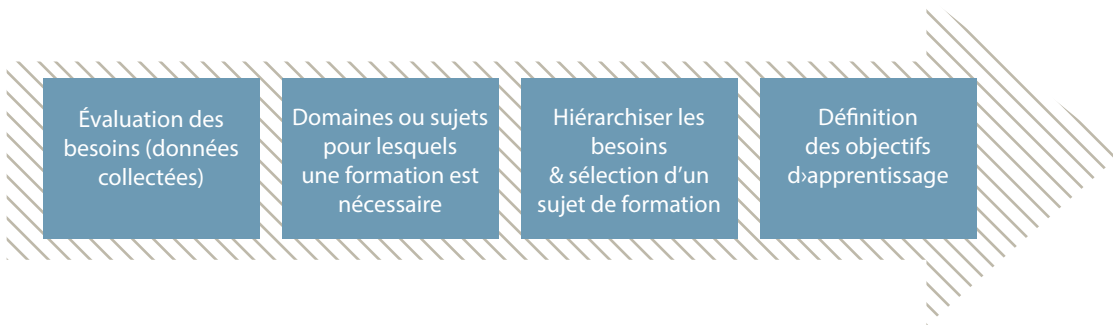 Évaluation des
besoins (données
collectées)
Domaines ou sujets
pour lesquels
une formation est
nécessaire
Hiérarchiser les
besoins
& sélection d’un
sujet de formation
Définition
des objectifs
d›apprentissage